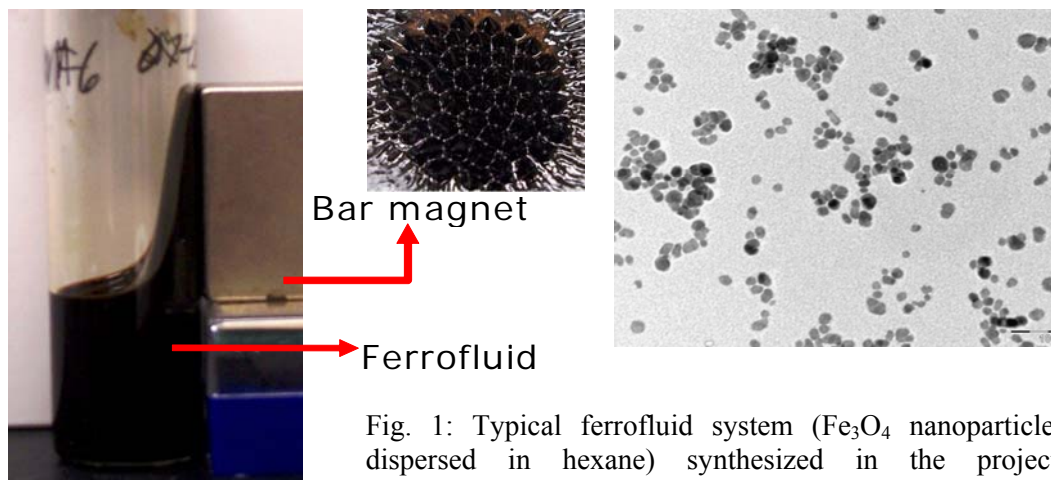 Bar magnet
Ferrofluid
Fig. 1: Typical ferrofluid system (Fe₃O₄ nanoparticle
dispersed in hexane) synthesized in the projec